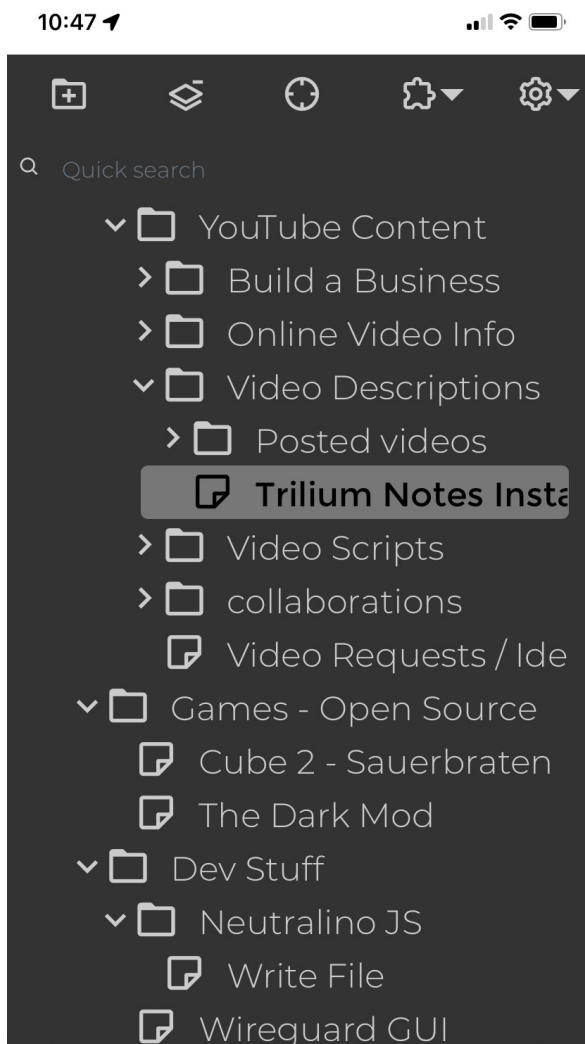 10:47
Quick search
YouTube Content
Build a Business
Online Video Info
Video Descriptions
Posted videos
Trilium Notes Insta
Video Scripts
collaborations
Video Requests / Ide
Games - Open Source
Cube 2 - Sauerbraten
The Dark Mod
Dev Stuff
Neutralino JS
Write File
Wireguard GUI